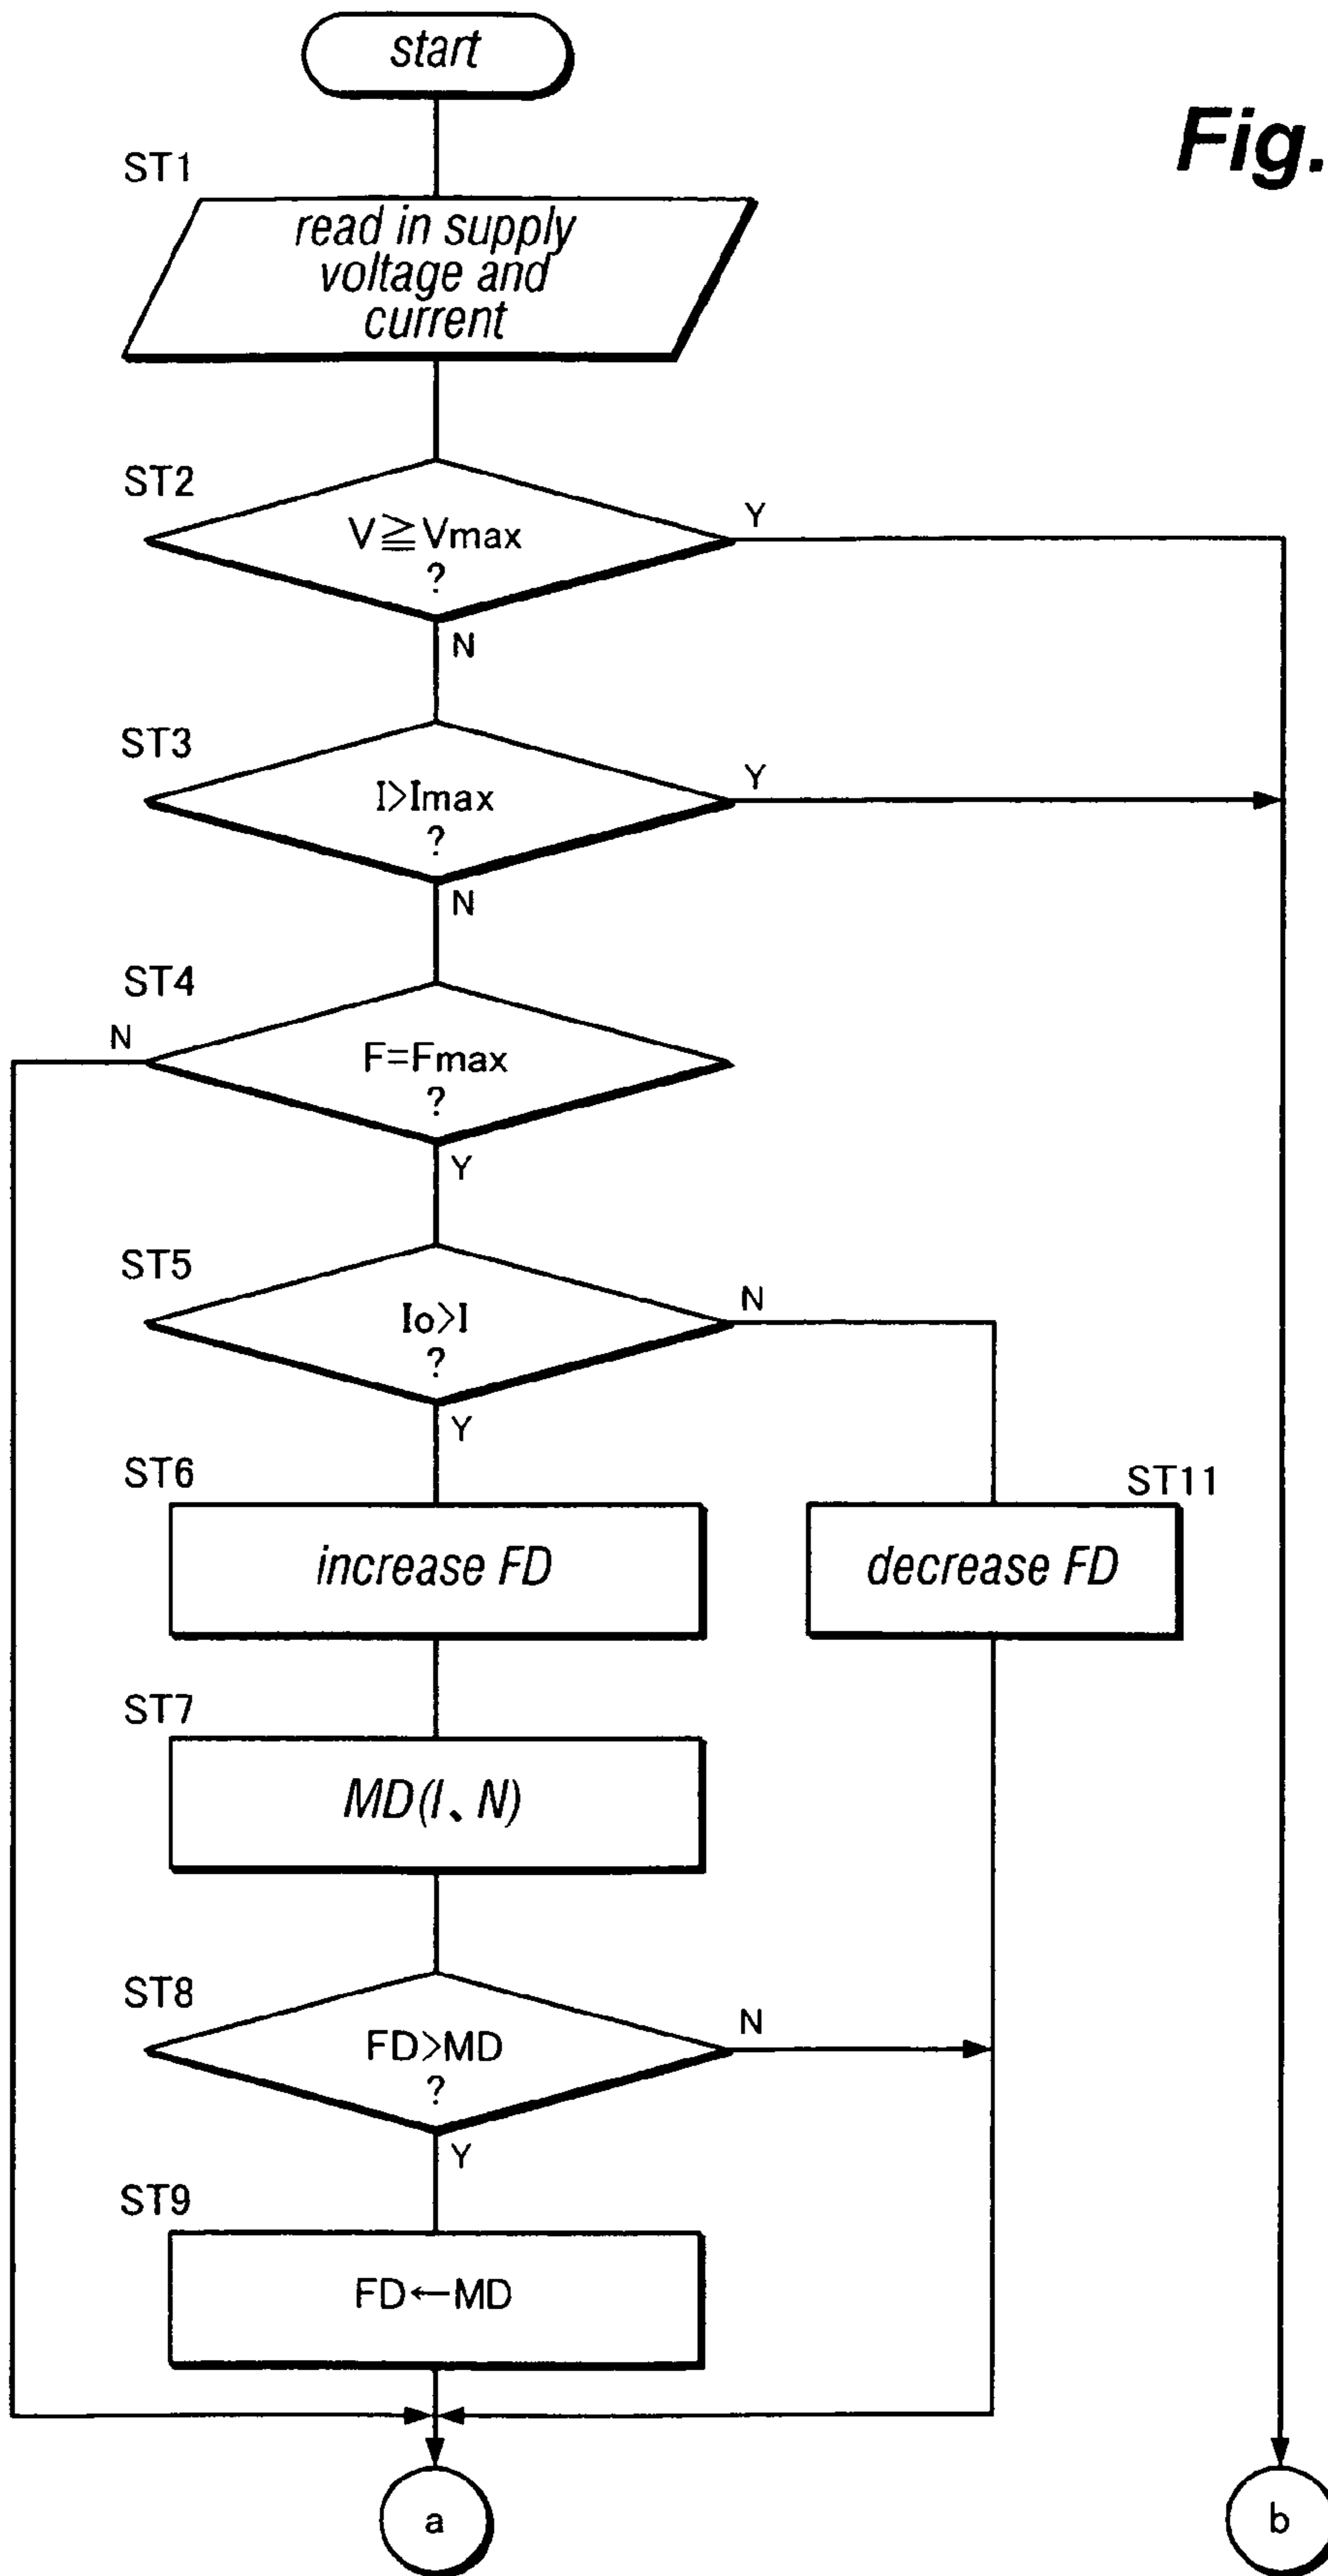 start
Fig.
ST1
read in supply
voltage and
current
ST2
V≧Vmax
?
Y
N
ST3
I>Imax
?
Y
N
ST4
N
F=Fmax
?
Y
ST5
Io>I
?
N
Y
ST6
increase FD
ST11
decrease FD
ST7
MD(I、N)
ST8
FD>MD
?
N
Y
ST9
FD←MD
a
b